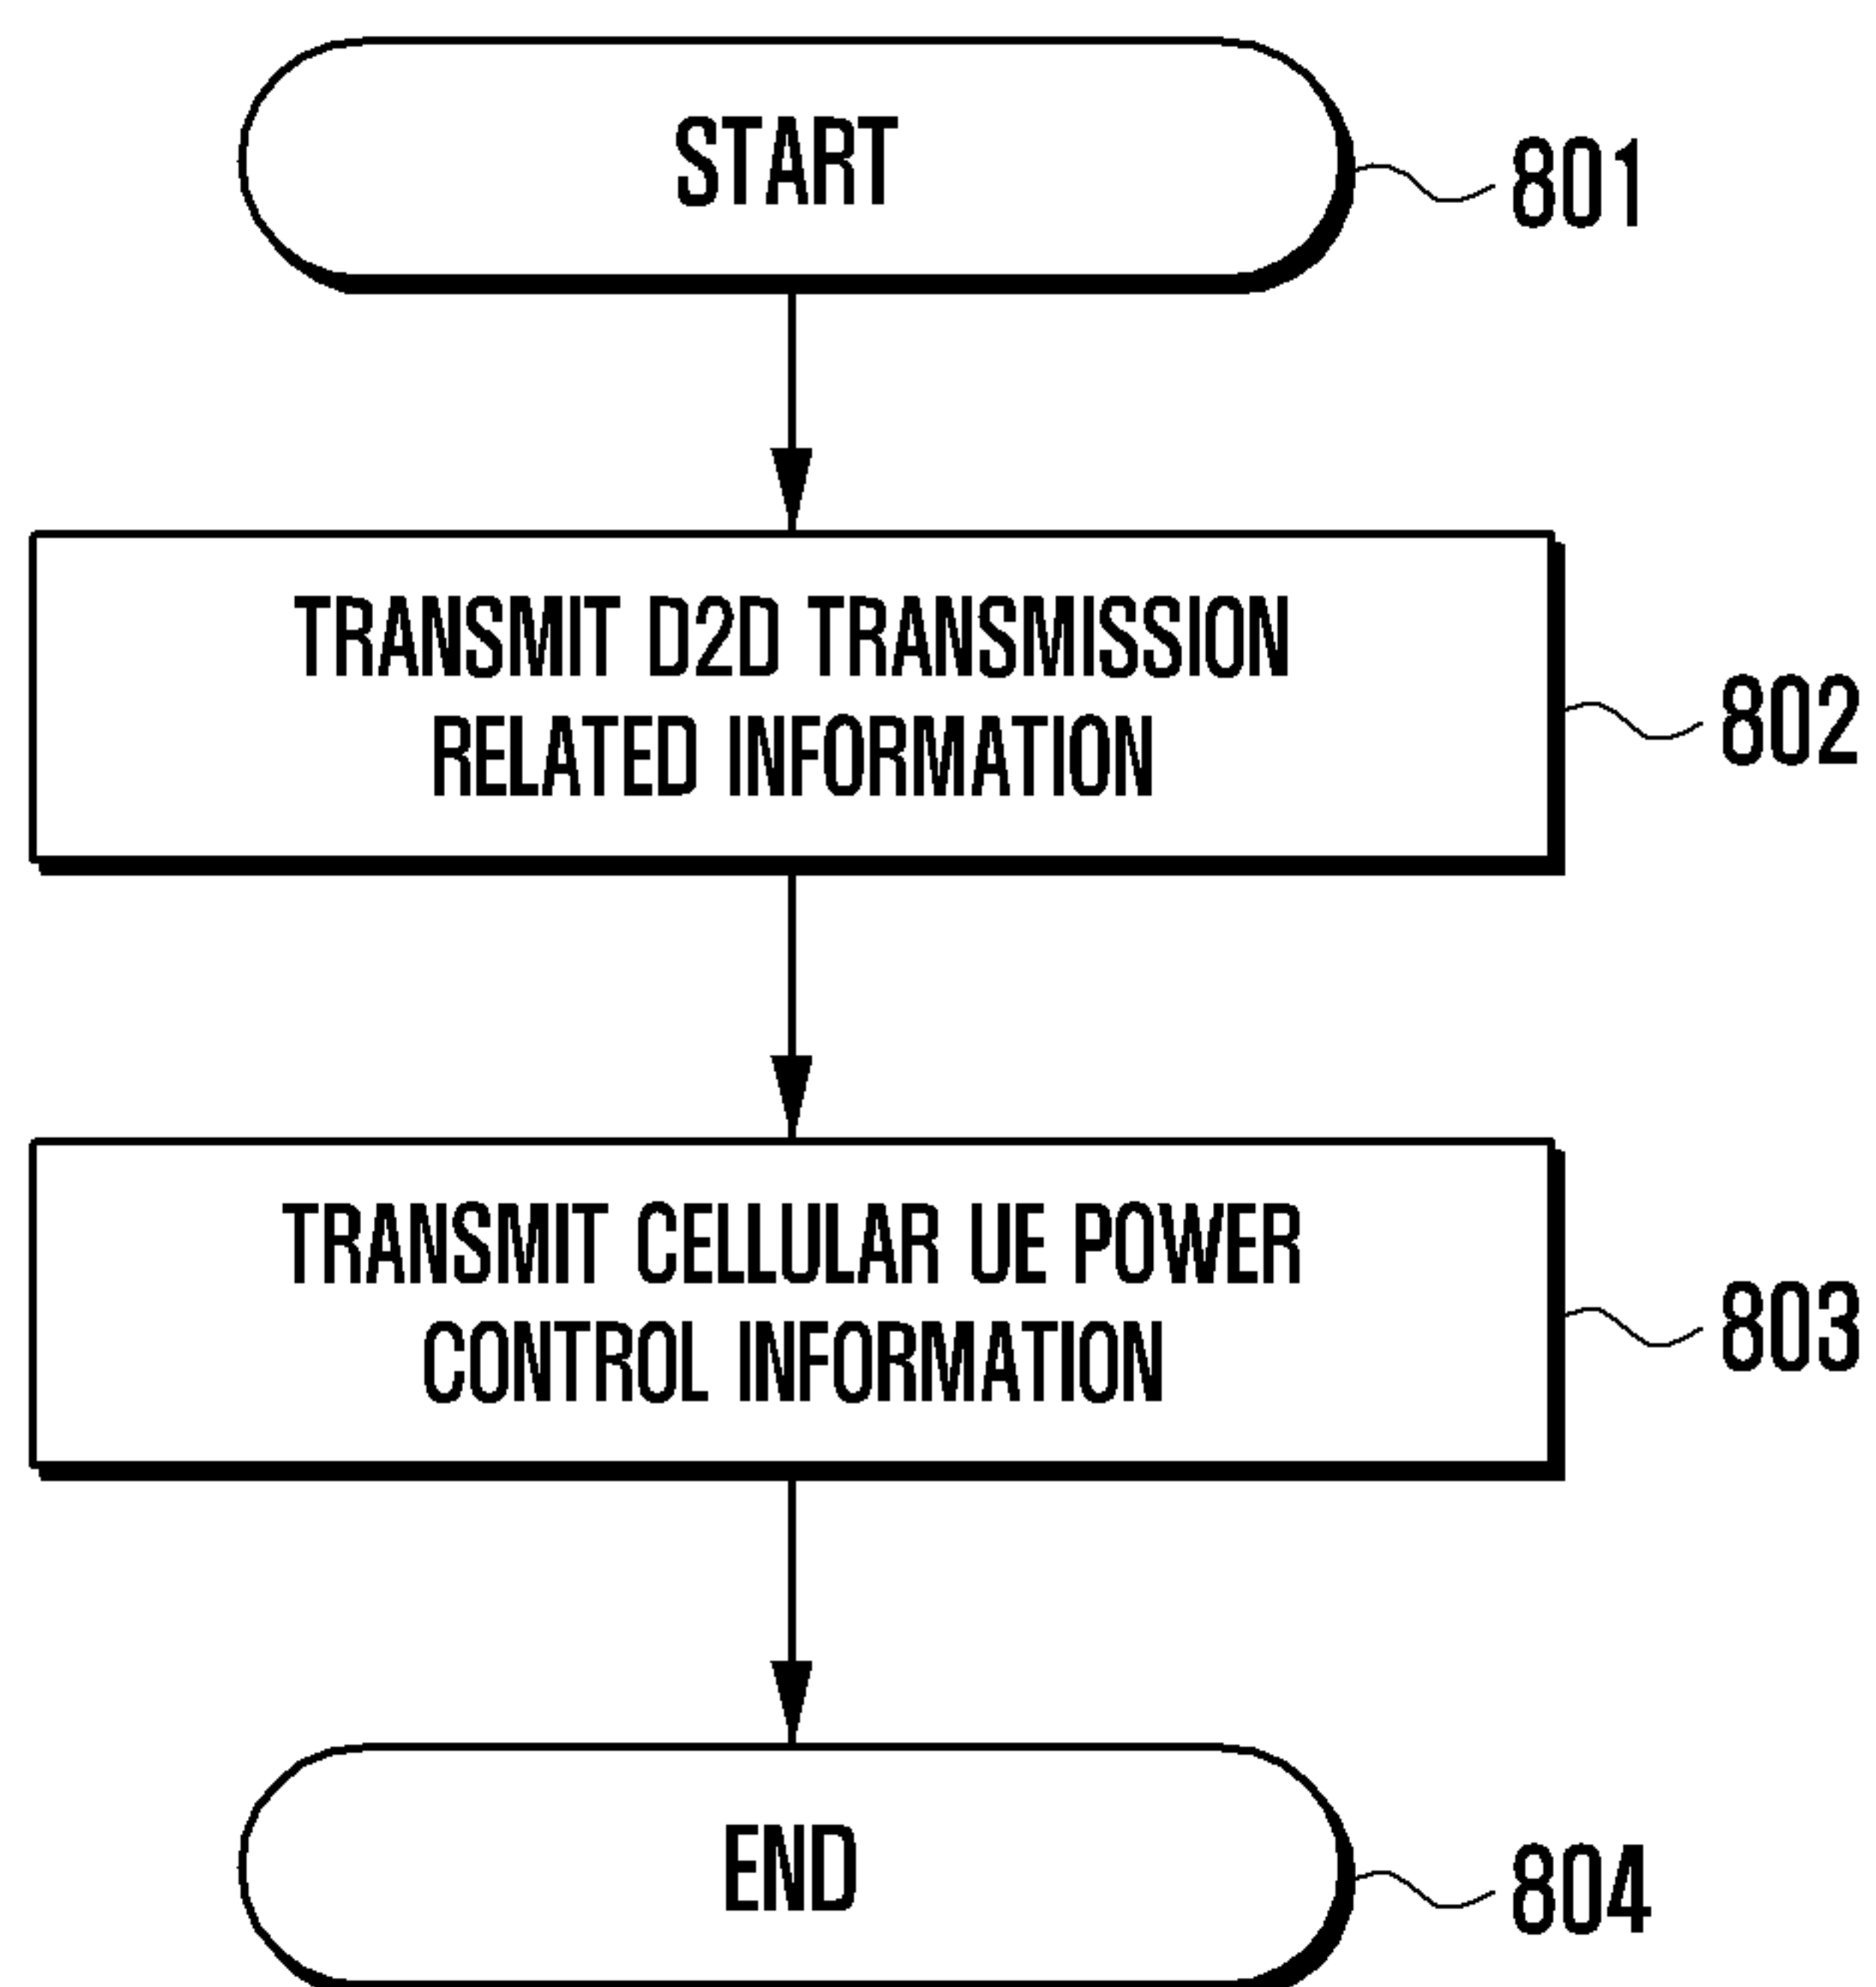 START
801
TRANSMIT D2D TRANSMISSION
RELATED INFORMATION
802
TRANSMIT CELLULAR UE POWER
CONTROL INFORMATION
803
END
804